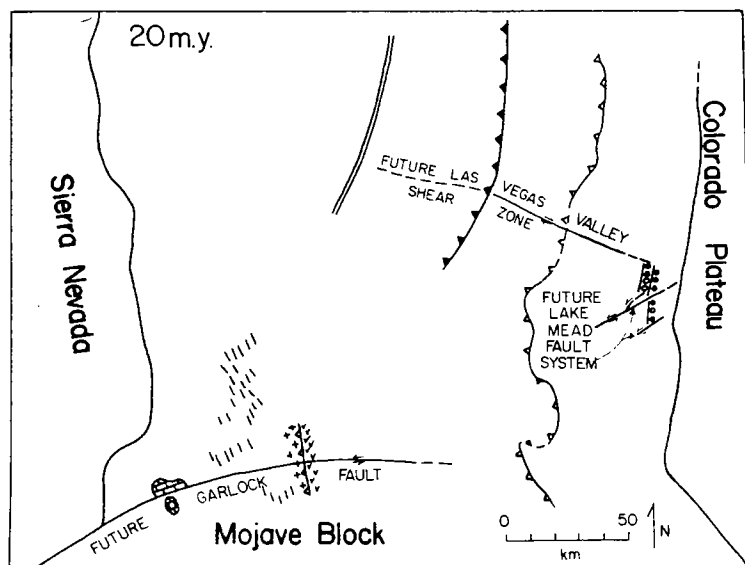 20 m.y.
Sierra Nevada
Colorado Plateau
FUTURE LAS VEGAS VALLEY
SHEAR ZONE
FUTURE
LAKE
MEAD
FAULT
SYSTEM
FUTURE GARLOCK FAULT
Mojave Block
0 50
km
N